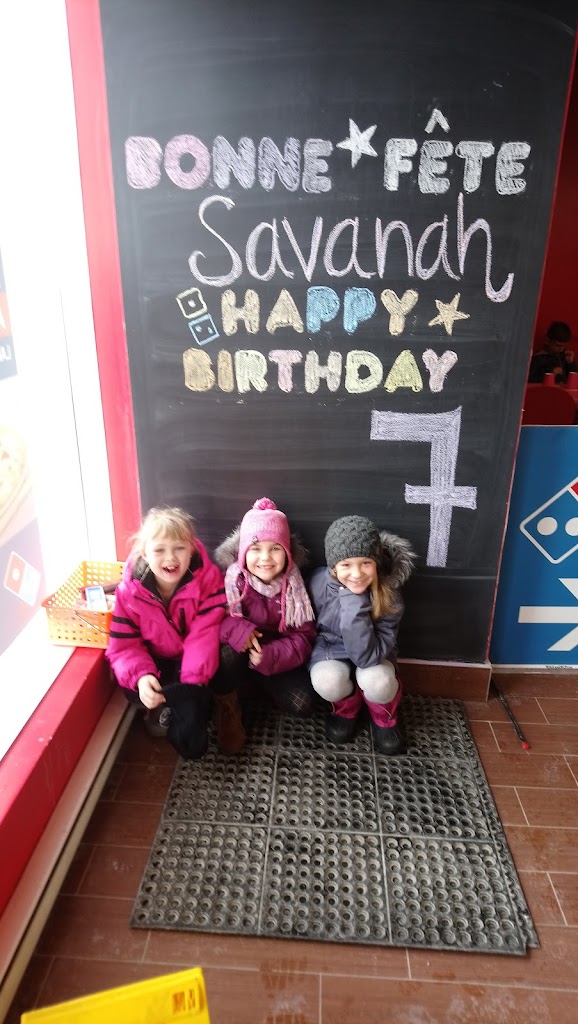 BONNE FÊTE
Savanah
HAPPY
BIRTHDAY
7